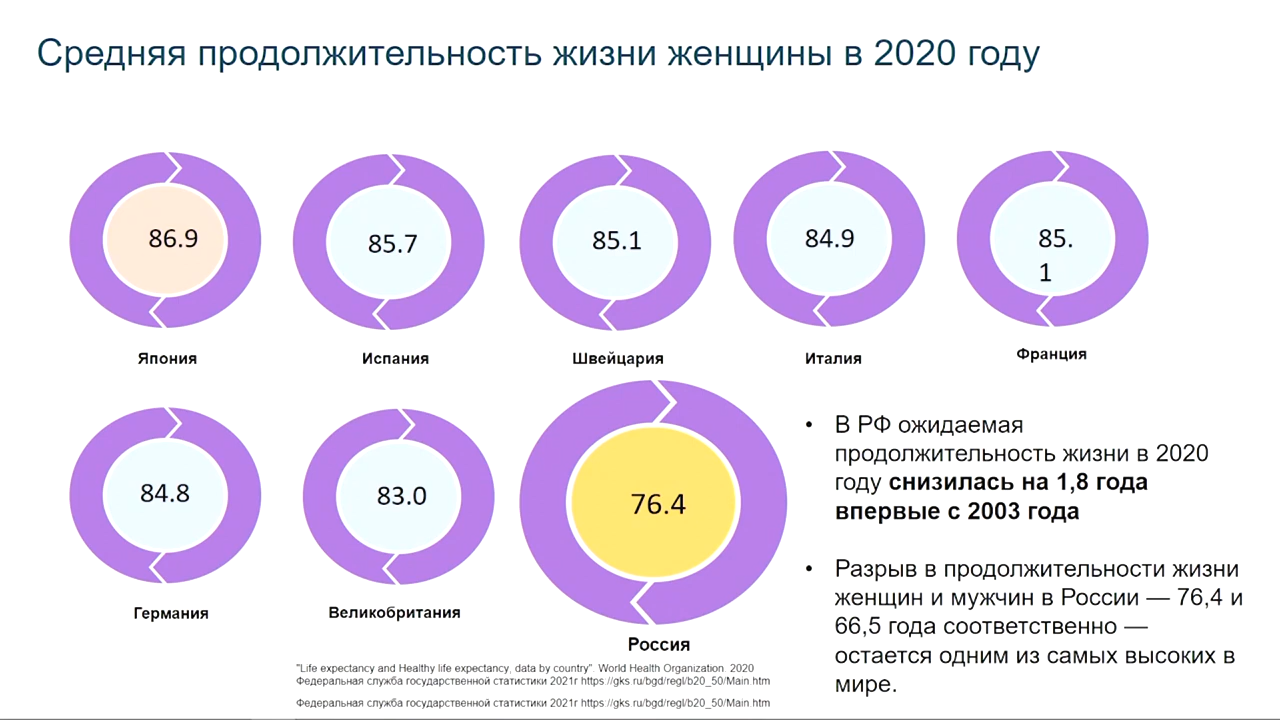 Средняя продолжительность жизни женщины в 2020 году
86.9
85.7
85.1
84.9
85.
1
Япония
Испания
Швейцария
Италия
Франция
84.8
83.0
76.4
Германия
Великобритания
Россия
• В РФ ожидаемая
продолжительность жизни в 2020
году снизилась на 1,8 года
впервые с 2003 года
• Разрыв в продолжительности жизни
женщин и мужчин в России — 76,4 и
66,5 года соответственно —
остается одним из самых высоких в
мире.
"Life expectancy and Healthy life expectancy, data by country". World Health Organization. 2020
Федеральная служба государственной статистики 2021г https://gks.ru/bgd/regl/b20_50/Main.htm
Федеральная служба государственной статистики 2021г https://gks.ru/bgd/regl/b20_50/Main.htm